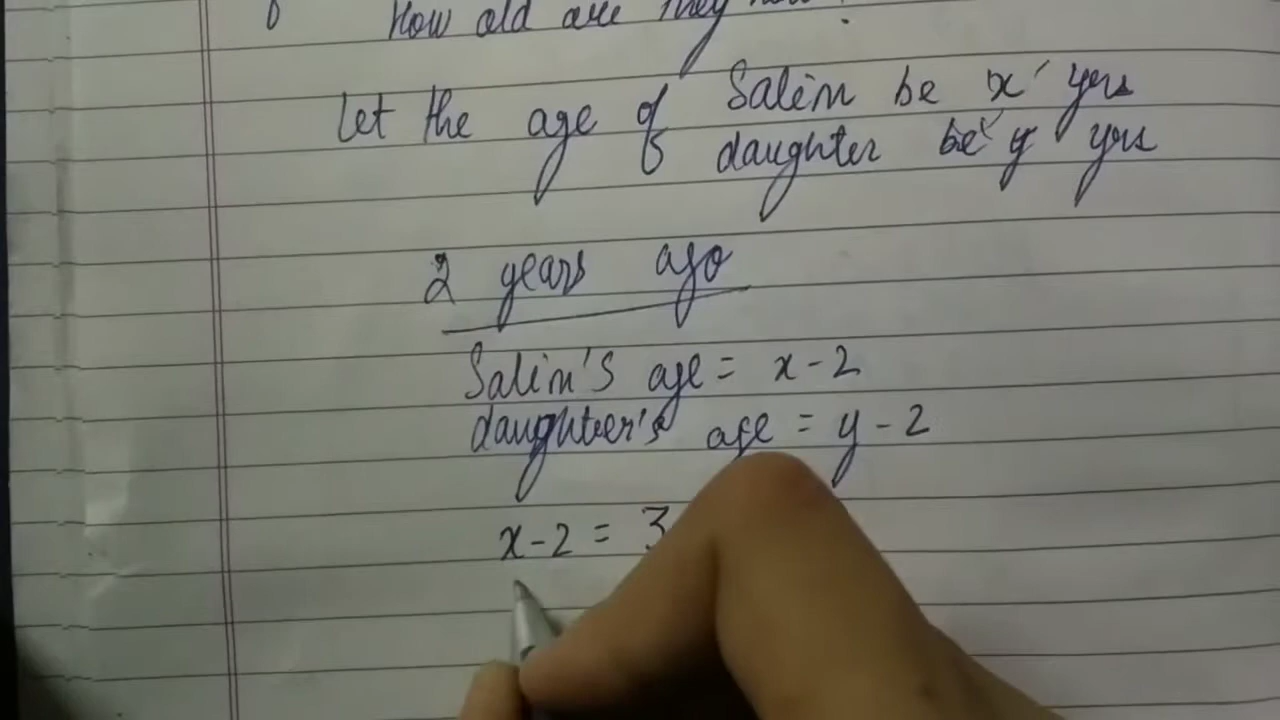 How old are they now?
Let the age of Salim be x' yrs
daughter be y yrs
2 years ago
Salim's age = x - 2
daughter's age = y - 2
x - 2 = 3